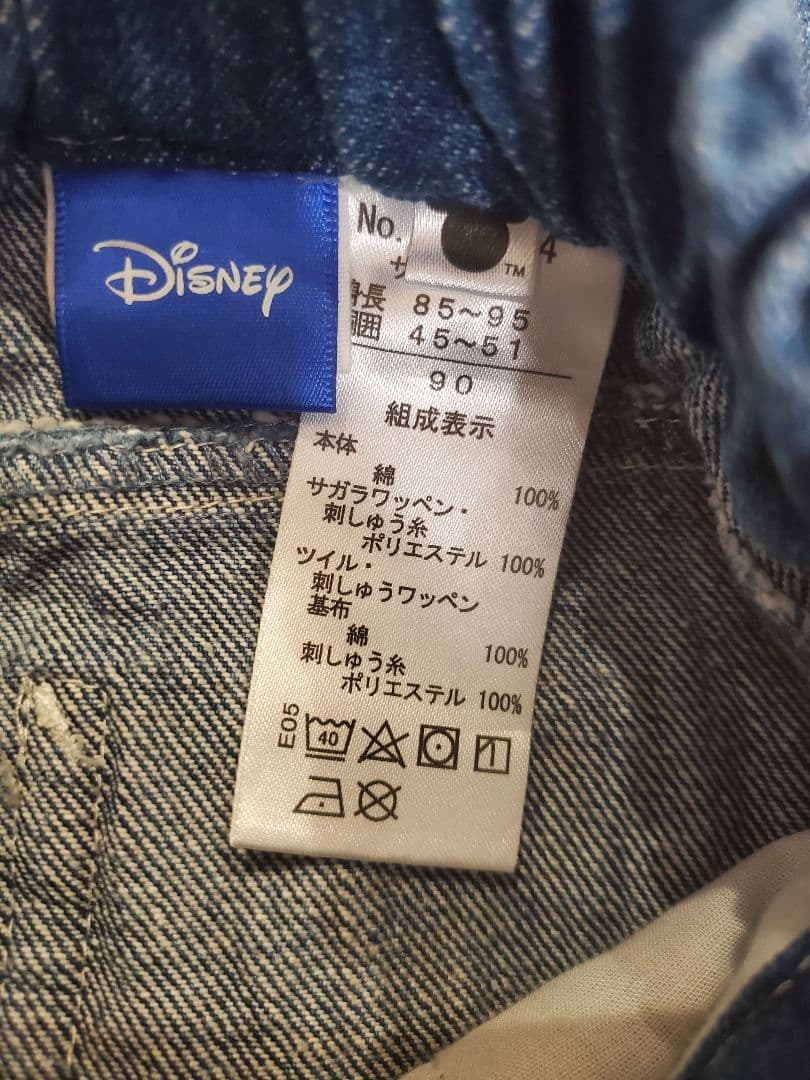 Disney
No. 4
TM
サ
身長 85～95
胴囲 45～51
90
組成表示
本体
綿 100%
サガラワッペン・
刺しゅう糸
ポリエステル 100%
ツイル・
刺しゅうワッペン
基布
綿 100%
刺しゅう糸
ポリエステル 100%
E05
40